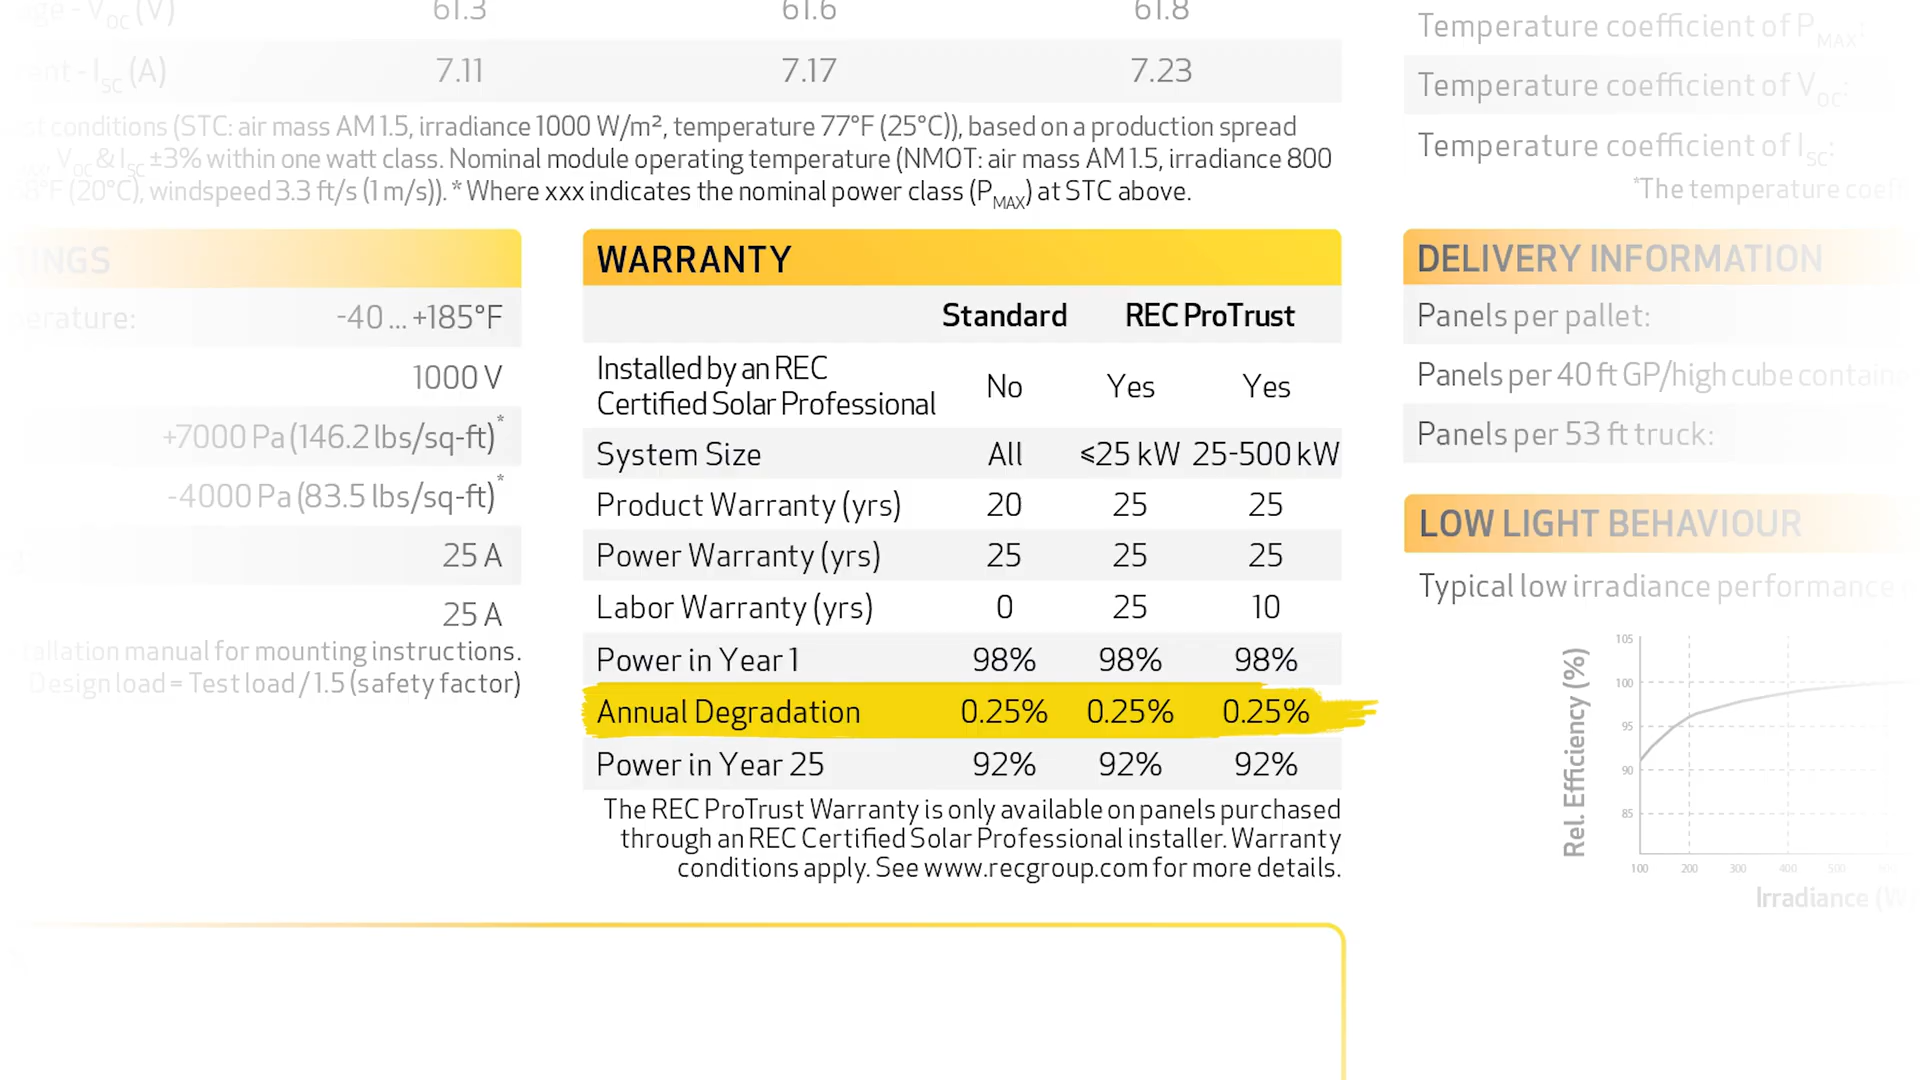 - VOC (V) 61.3 61.6 61.8
- ISC (A) 7.11 7.17 7.23
conditions (STC: air mass AM 1.5, irradiance 1000 W/m², temperature 77°F (25°C)), based on a production spread
VOC & ISC ±3% within one watt class. Nominal module operating temperature (NMOT: air mass AM 1.5, irradiance 800
(20°C), windspeed 3.3 ft/s (1 m/s)). * Where xxx indicates the nominal power class (PMAX) at STC above.
-40 ... +185°F
1000 V
+7000 Pa (146.2 lbs/sq-ft)*
-4000 Pa (83.5 lbs/sq-ft)*
25 A
25 A
manual for mounting instructions.
Design load = Test load / 1.5 (safety factor)
WARRANTY
Standard REC ProTrust
Installed by an REC
Certified Solar Professional No Yes Yes
System Size All ≤25 kW 25-500 kW
Product Warranty (yrs) 20 25 25
Power Warranty (yrs) 25 25 25
Labor Warranty (yrs) 0 25 10
Power in Year 1 98% 98% 98%
Annual Degradation 0.25% 0.25% 0.25%
Power in Year 25 92% 92% 92%
The REC ProTrust Warranty is only available on panels purchased
through an REC Certified Solar Professional installer. Warranty
conditions apply. See www.recgroup.com for more details.
Temperature coefficient of PMAX:
Temperature coefficient of VOC:
Temperature coefficient of ISC:
*The temperature
DELIVERY INFORMATION
Panels per pallet:
Panels per 40 ft GP/high cube
Panels per 53 ft truck:
LOW LIGHT BEHAVIOUR
Typical low irradiance performance
Rel. Efficiency (%)
105
100
95
90
85
100 200 300 400 500
Irradiance